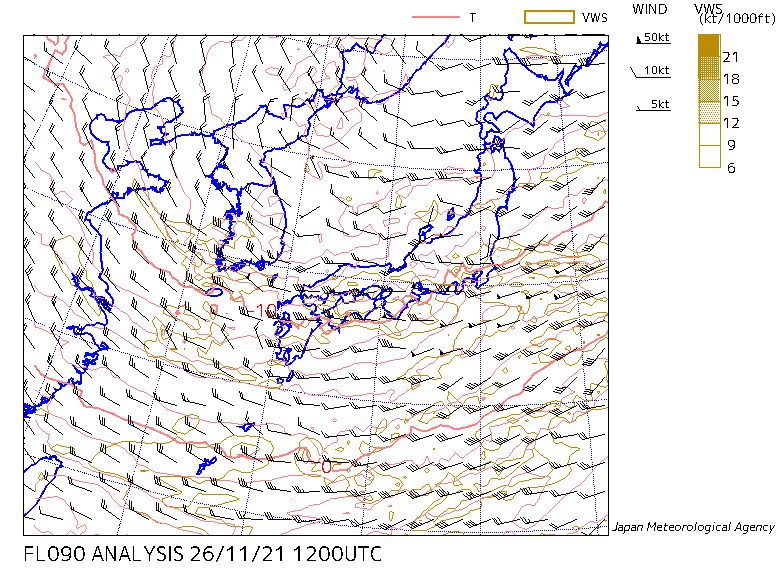 T
VWS
WIND
VWS
(kt/1000ft)
50kt
10kt
5kt
21
18
15
12
9
6
-10
0
Japan Meteorological Agency
FL090 ANALYSIS 26/11/21 1200UTC